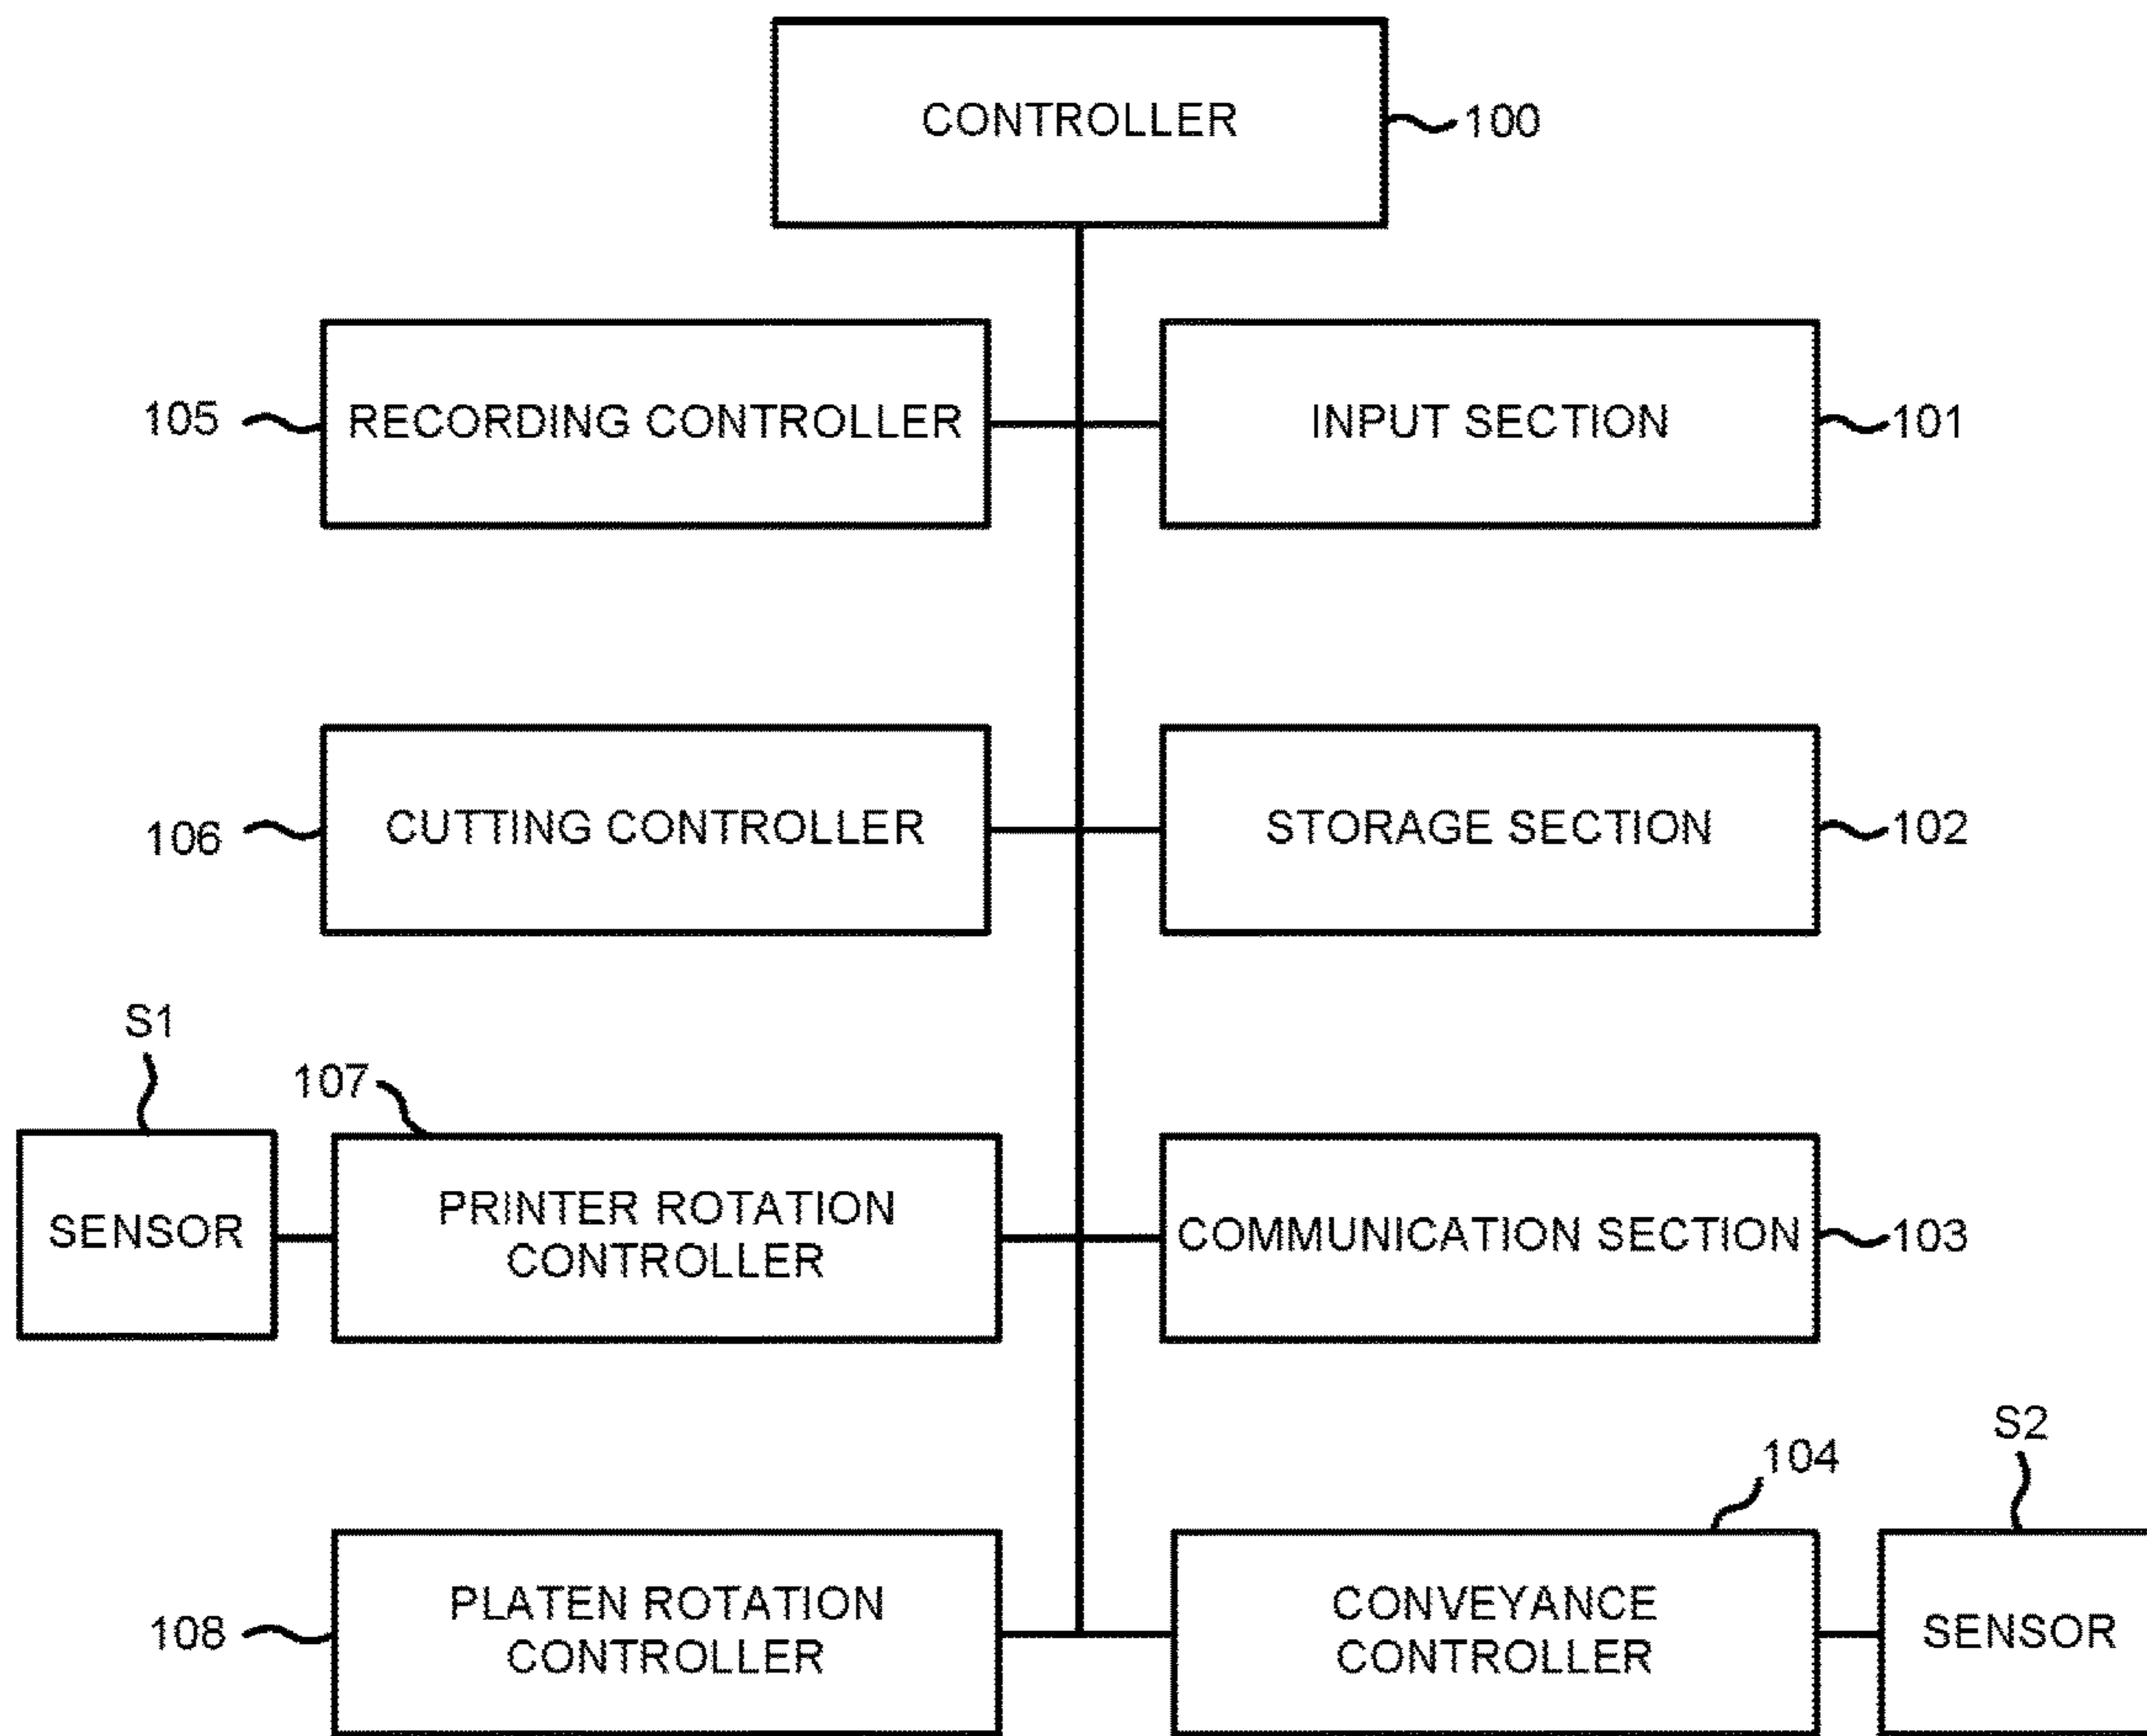 CONTROLLER
100
105
RECORDING CONTROLLER
INPUT SECTION
101
106
CUTTING CONTROLLER
STORAGE SECTION
102
S1
107
SENSOR
PRINTER ROTATION
CONTROLLER
COMMUNICATION SECTION
103
104
S2
108
PLATEN ROTATION
CONTROLLER
CONVEYANCE
CONTROLLER
SENSOR